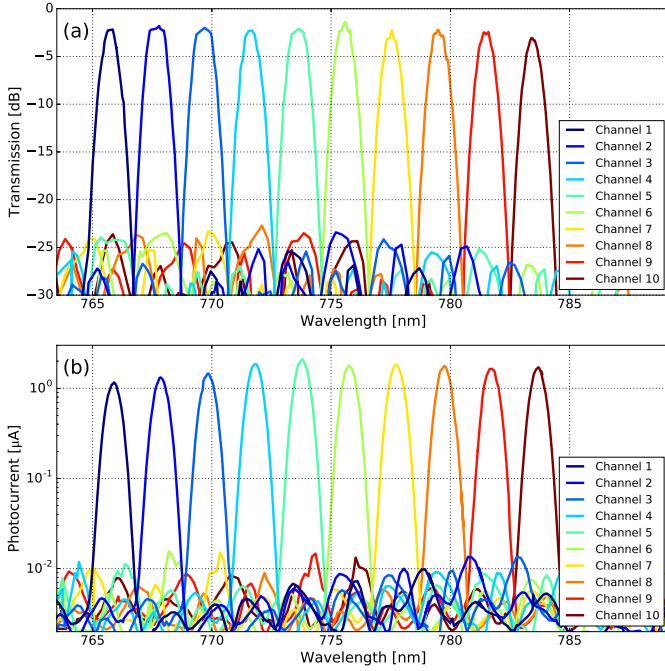 (a)
Transmission [dB]
0
−5
−10
−15
−20
−25
−30
765
770
775
780
785
Wavelength [nm]
Channel 1
Channel 2
Channel 3
Channel 4
Channel 5
Channel 6
Channel 7
Channel 8
Channel 9
Channel 10
(b)
Photocurrent [μA]
10⁰
10⁻¹
10⁻²
765
770
775
780
785
Wavelength [nm]
Channel 1
Channel 2
Channel 3
Channel 4
Channel 5
Channel 6
Channel 7
Channel 8
Channel 9
Channel 10